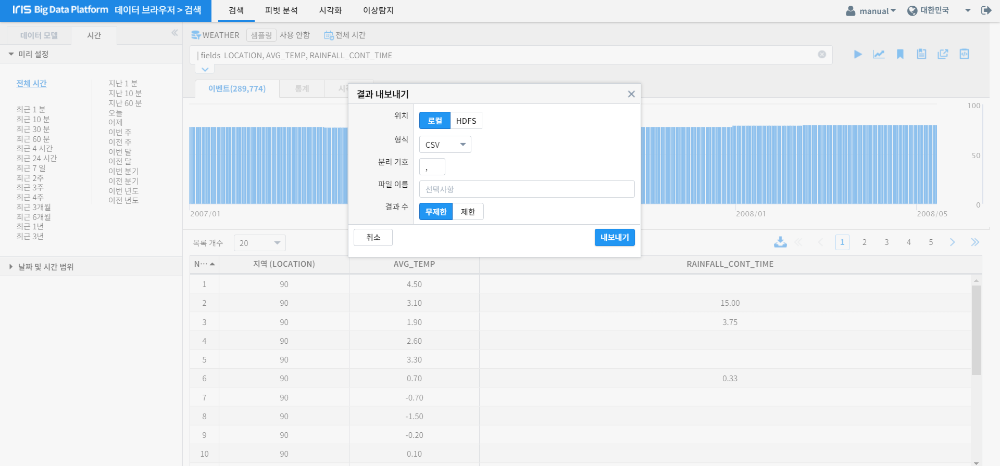 IRIS Big Data Platform 데이터 브라우저 > 검색
검색 피벗 분석 시각화 이상탐지
manual 대한민국
데이터 모델 시간
미리 설정
전체 시간
최근 1 분
최근 10 분
최근 30 분
최근 60 분
최근 4 시간
최근 24 시간
최근 7 일
최근 2주
최근 3주
최근 4주
최근 3개월
최근 6개월
최근 1년
최근 3년
지난 1 분
지난 10 분
지난 60 분
오늘
어제
이번 주
이전 주
이번 달
이전 달
이번 분기
이전 분기
이번 년도
이전 년도
날짜 및 시간 범위
WEATHER 샘플링 사용 안함 전체 시간
| fields LOCATION, AVG_TEMP, RAINFALL_CONT_TIME
이벤트(289,774) 통계
100
50
0
2007/01 2008/01 2008/05
결과 내보내기
위치 로컬 HDFS
형식 CSV
분리 기호 ,
파일 이름 선택사항
결과 수 무제한 제한
취소 내보내기
목록 개수 20
1 2 3 4 5
N··· 지역 (LOCATION) AVG_TEMP RAINFALL_CONT_TIME
1 90 4.50
2 90 3.10 15.00
3 90 1.90 3.75
4 90 2.60
5 90 3.30
6 90 0.70 0.33
7 90 -0.70
8 90 -1.50
9 90 -0.20
10 90 0.10